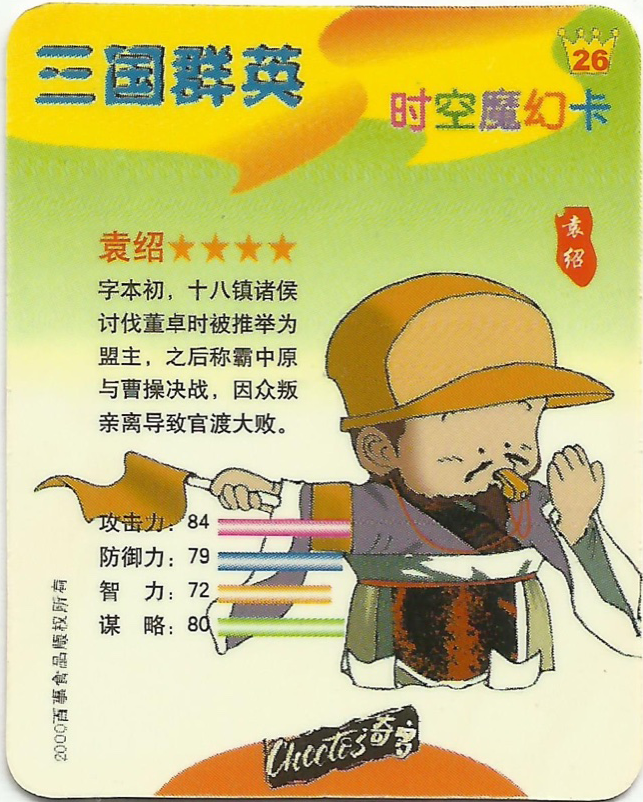 三国群英
26
时空魔幻卡
袁绍
袁绍★★★★
字本初，十八镇诸侯
讨伐董卓时被推举为
盟主，之后称霸中原
与曹操决战，因众叛
亲离导致官渡大败。
攻击力：84
防御力：79
智　力：72
谋　略：80
2000百事食品版权所有
Cheetos奇多